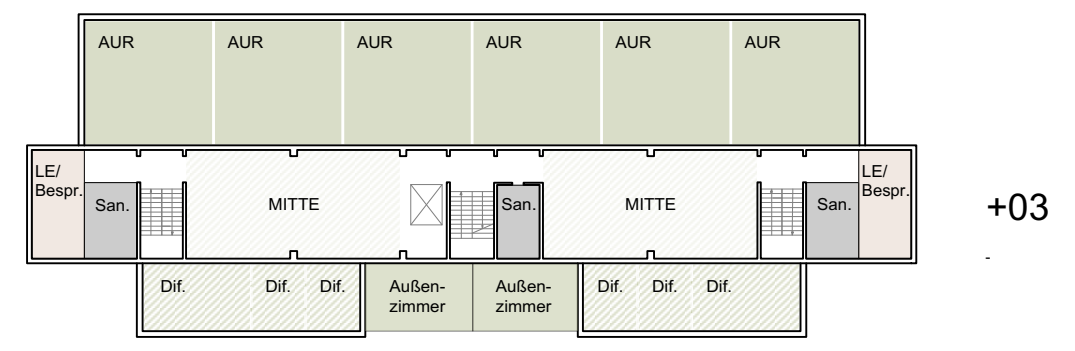 AUR
AUR
AUR
AUR
AUR
AUR
LE/
Bespr.
San.
MITTE
San.
MITTE
San.
LE/
Bespr.
+03
-
Dif.
Dif.
Dif.
Außen-
zimmer
Außen-
zimmer
Dif.
Dif.
Dif.